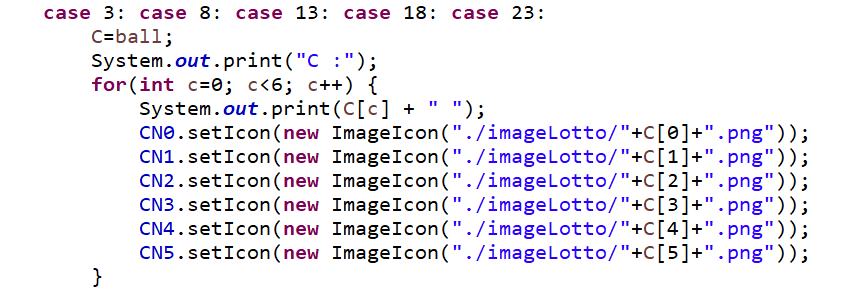 case 3: case 8: case 13: case 18: case 23:
C=ball;
System.out.print("C :");
for(int c=0; c<6; c++) {
System.out.print(C[c] + " ");
CN0.setIcon(new ImageIcon("./imageLotto/"+C[0]+".png"));
CN1.setIcon(new ImageIcon("./imageLotto/"+C[1]+".png"));
CN2.setIcon(new ImageIcon("./imageLotto/"+C[2]+".png"));
CN3.setIcon(new ImageIcon("./imageLotto/"+C[3]+".png"));
CN4.setIcon(new ImageIcon("./imageLotto/"+C[4]+".png"));
CN5.setIcon(new ImageIcon("./imageLotto/"+C[5]+".png"));
}